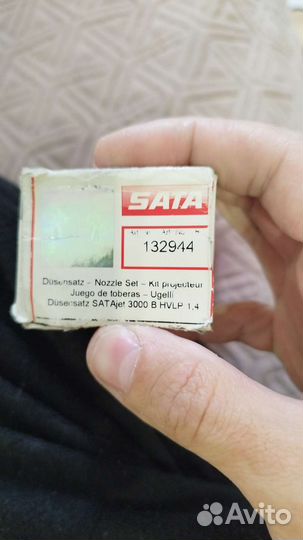 SATA
132944
Düsensatz - Nozzle Set - Kit projecteur
Juego de toberas - Ugelli
Düsensatz SATAjet 3000 B HVLP 1,4
Avito